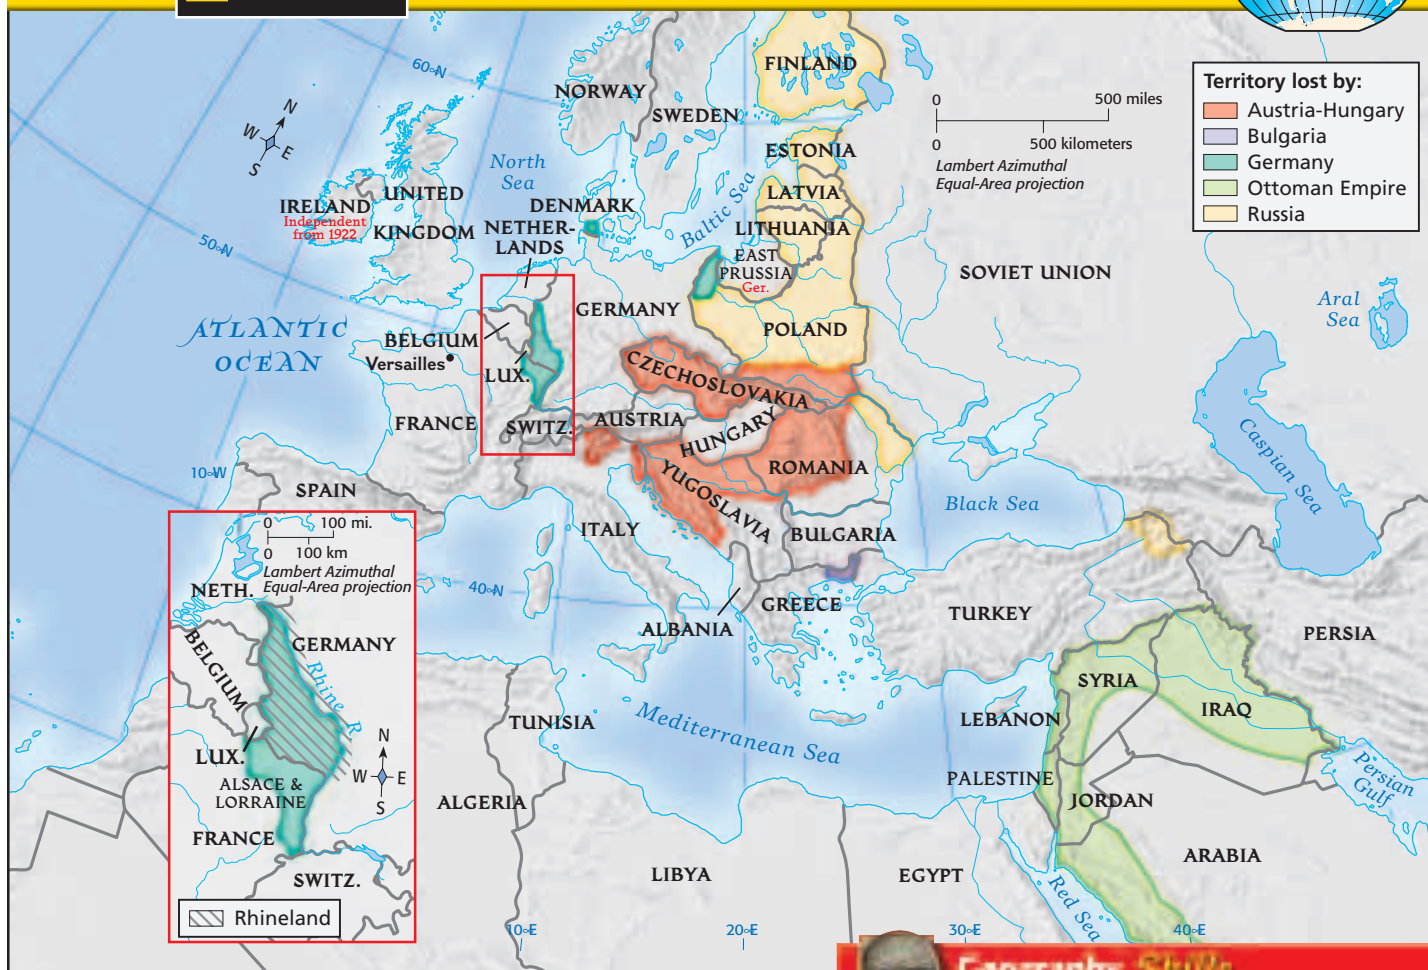 60°N
NORWAY
SWEDEN
FINLAND
0 500 miles
0 500 kilometers
Lambert Azimuthal
Equal-Area projection
Territory lost by:
Austria-Hungary
Bulgaria
Germany
Ottoman Empire
Russia
N
W
E
S
North
Sea
ESTONIA
LATVIA
LITHUANIA
Baltic Sea
IRELAND
Independent
from 1922
UNITED
KINGDOM
DENMARK
NETHER-
LANDS
EAST
PRUSSIA
Ger.
50°N
SOVIET UNION
Aral
Sea
ATLANTIC
OCEAN
GERMANY
POLAND
BELGIUM
Versailles
LUX.
CZECHOSLOVAKIA
FRANCE
SWITZ.
AUSTRIA
HUNGARY
ROMANIA
YUGOSLAVIA
10°W
SPAIN
ITALY
BULGARIA
Black Sea
Caspian Sea
40°N
ALBANIA
GREECE
TURKEY
PERSIA
SYRIA
IRAQ
LEBANON
PALESTINE
JORDAN
Persian
Gulf
Mediterranean Sea
TUNISIA
ALGERIA
LIBYA
EGYPT
ARABIA
Red Sea
10°E
20°E
30°E
40°E
0 100 mi.
0 100 km
Lambert Azimuthal
Equal-Area projection
NETH.
GERMANY
BELGIUM
Rhine R.
LUX.
ALSACE &
LORRAINE
N
W
E
S
FRANCE
SWITZ.
Rhineland
Geography Skills